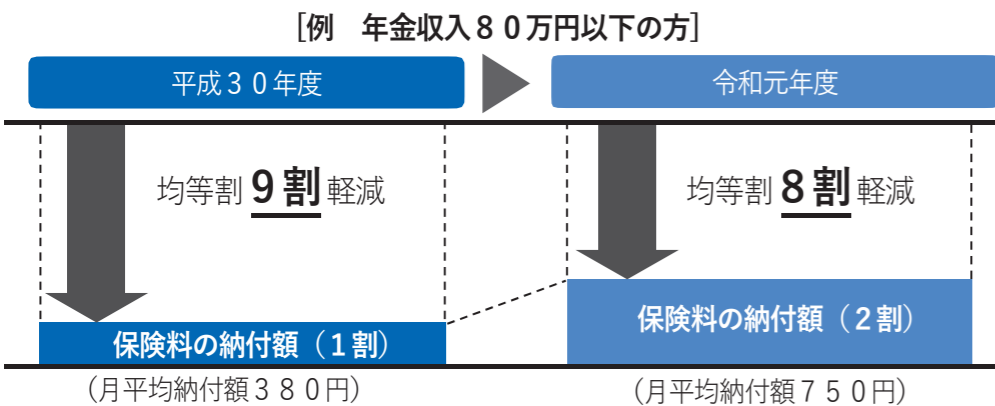 [例　年金収入８０万円以下の方]
平成３０年度
令和元年度
均等割 9割 軽減
均等割 8割 軽減
保険料の納付額（１割）
保険料の納付額（２割）
（月平均納付額３８０円）
（月平均納付額７５０円）